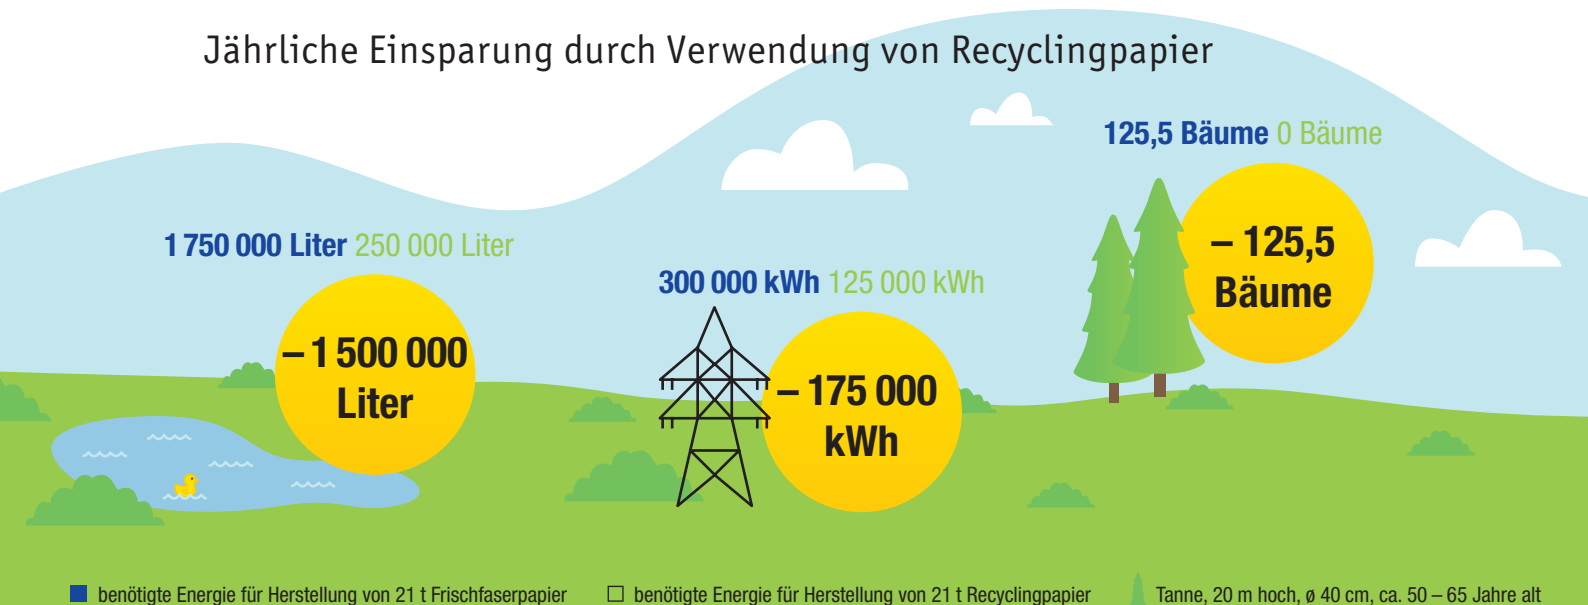 Jährliche Einsparung durch Verwendung von Recyclingpapier
125,5 Bäume 0 Bäume
– 125,5
Bäume
1 750 000 Liter 250 000 Liter
– 1 500 000
Liter
300 000 kWh 125 000 kWh
– 175 000
kWh
benötigte Energie für Herstellung von 21 t Frischfaserpapier
benötigte Energie für Herstellung von 21 t Recyclingpapier
Tanne, 20 m hoch, ø 40 cm, ca. 50 – 65 Jahre alt